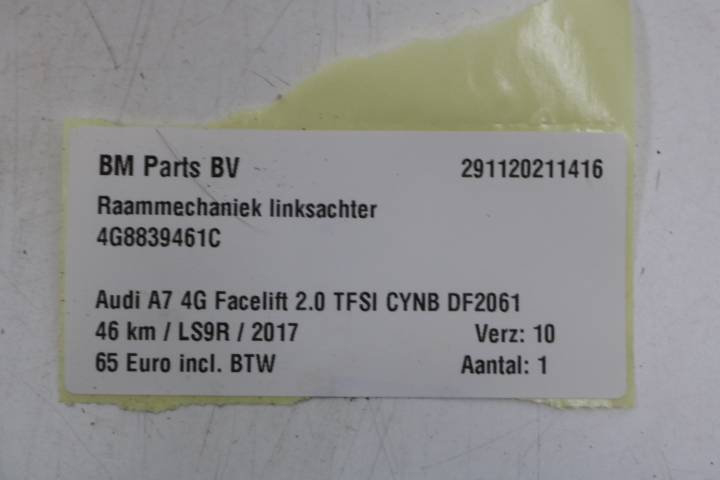 BM Parts BV 291120211416
Raammechaniek linksachter
4G8839461C
Audi A7 4G Facelift 2.0 TFSI CYNB DF2061
46 km / LS9R / 2017 Verz: 10
65 Euro incl. BTW Aantal: 1